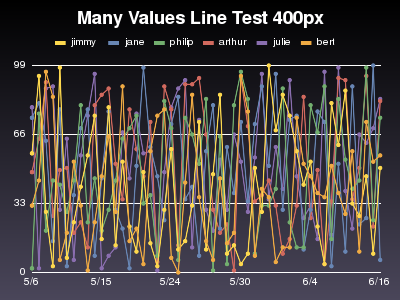 Many Values Line Test 400px
jimmy jane philip arthur julie bert
99
66
33
0
5/6 5/15 5/24 5/30 6/4 6/16